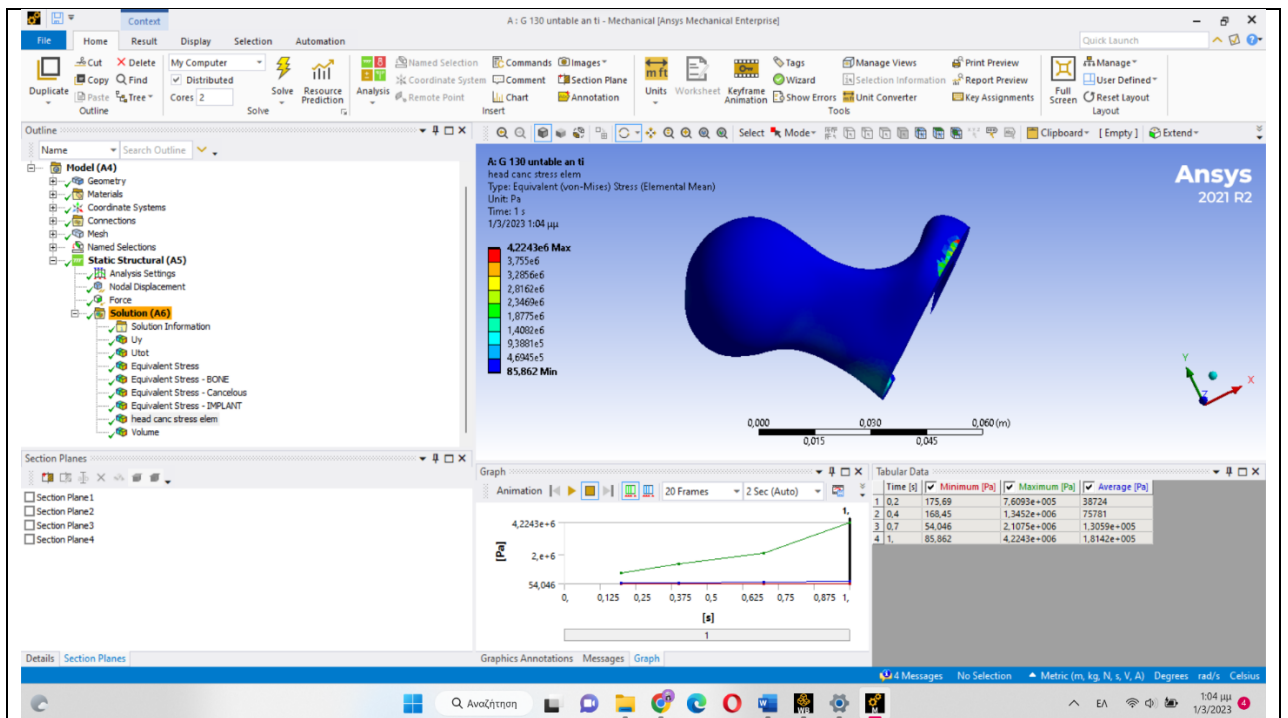 Context
A : G 130 untable an ti - Mechanical [Ansys Mechanical Enterprise]
File Home Result Display Selection Automation
Quick Launch
Duplicate
Cut
Copy
Paste
Delete
Find
Tree
Outline
My Computer
Distributed
Cores 2
Solve
Resource Prediction
Solve
Analysis
Named Selection
Coordinate System
Remote Point
Commands
Comment
Chart
Images
Section Plane
Annotation
Insert
Units
Worksheet
Keyframe Animation
Tags
Wizard
Show Errors
Manage Views
Selection Information
Unit Converter
Print Preview
Report Preview
Key Assignments
Tools
Full Screen
Manage
User Defined
Reset Layout
Layout
Outline
Name Search Outline
Select Mode
Clipboard [ Empty ] Extend
Model (A4)
Geometry
Materials
Coordinate Systems
Connections
Mesh
Named Selections
Static Structural (A5)
Analysis Settings
Nodal Displacement
Force
Solution (A6)
Solution Information
Uy
Utot
Equivalent Stress
Equivalent Stress - BONE
Equivalent Stress - Cancelous
Equivalent Stress - IMPLANT
head canc stress elem
Volume
A: G 130 untable an ti
head canc stress elem
Type: Equivalent (von-Mises) Stress (Elemental Mean)
Unit: Pa
Time: 1 s
1/3/2023 1:04 μμ
4,2243e6 Max
3,755e6
3,2856e6
2,8162e6
2,3469e6
1,8775e6
1,4082e6
9,3881e5
4,6945e5
85,862 Min
Ansys
2021 R2
Y
X
Z
0,000 0,030 0,060 (m)
0,015 0,045
Section Planes
Section Plane1
Section Plane2
Section Plane3
Section Plane4
Details Section Planes
Graph
Animation 20 Frames 2 Sec (Auto)
1,
4,2243e+6
2,e+6
54,046
[Pa]
0, 0,125 0,25 0,375 0,5 0,625 0,75 0,875 1,
[s]
1
Graphics Annotations Messages Graph
Tabular Data
Time [s] Minimum [Pa] Maximum [Pa] Average [Pa]
1 0,2 175,69 7,6093e+005 38724
2 0,4 168,45 1,3452e+006 75781
3 0,7 54,046 2,1075e+006 1,3059e+005
4 1, 85,862 4,2243e+006 1,8142e+005
4 Messages No Selection Metric (m, kg, N, s, V, A) Degrees rad/s Celsius
Αναζήτηση
ΕΛ
1:04 μμ
1/3/2023
4